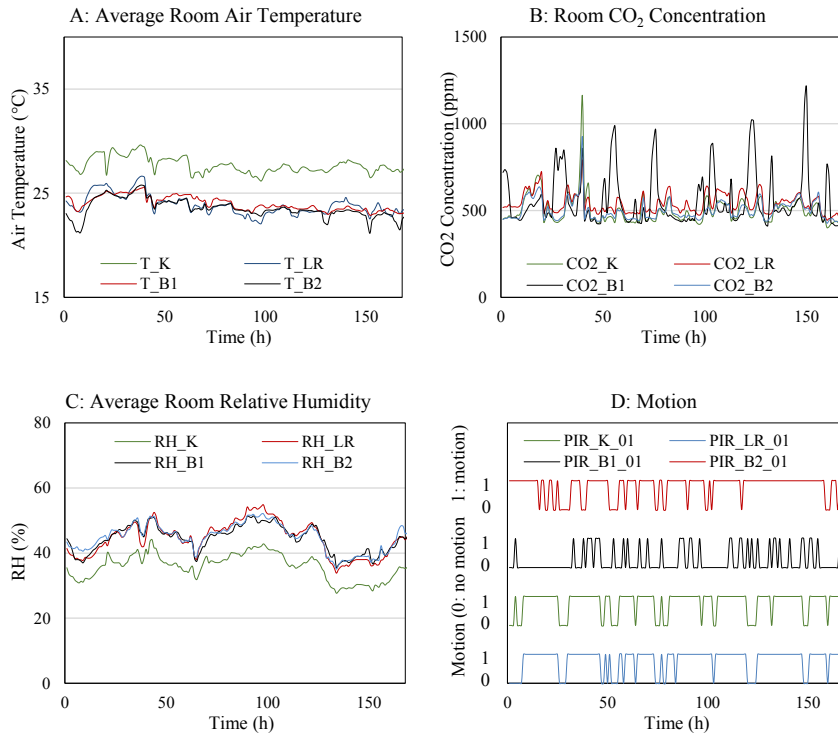 A: Average Room Air Temperature
35
25
15
Air Temperature (°C)
T_K
T_LR
T_B1
T_B2
0
50
100
150
Time (h)
B: Room CO₂ Concentration
1500
1000
500
0
CO2 Concentration (ppm)
CO2_K
CO2_LR
CO2_B1
CO2_B2
0
50
100
150
Time (h)
C: Average Room Relative Humidity
80
60
40
20
0
RH (%)
RH_K
RH_LR
RH_B1
RH_B2
0
50
100
150
Time (h)
D: Motion
Motion (0: no motion 1: motion)
PIR_K_01
PIR_LR_01
PIR_B1_01
PIR_B2_01
1
0
1
0
1
0
1
0
0
50
100
150
Time (h)